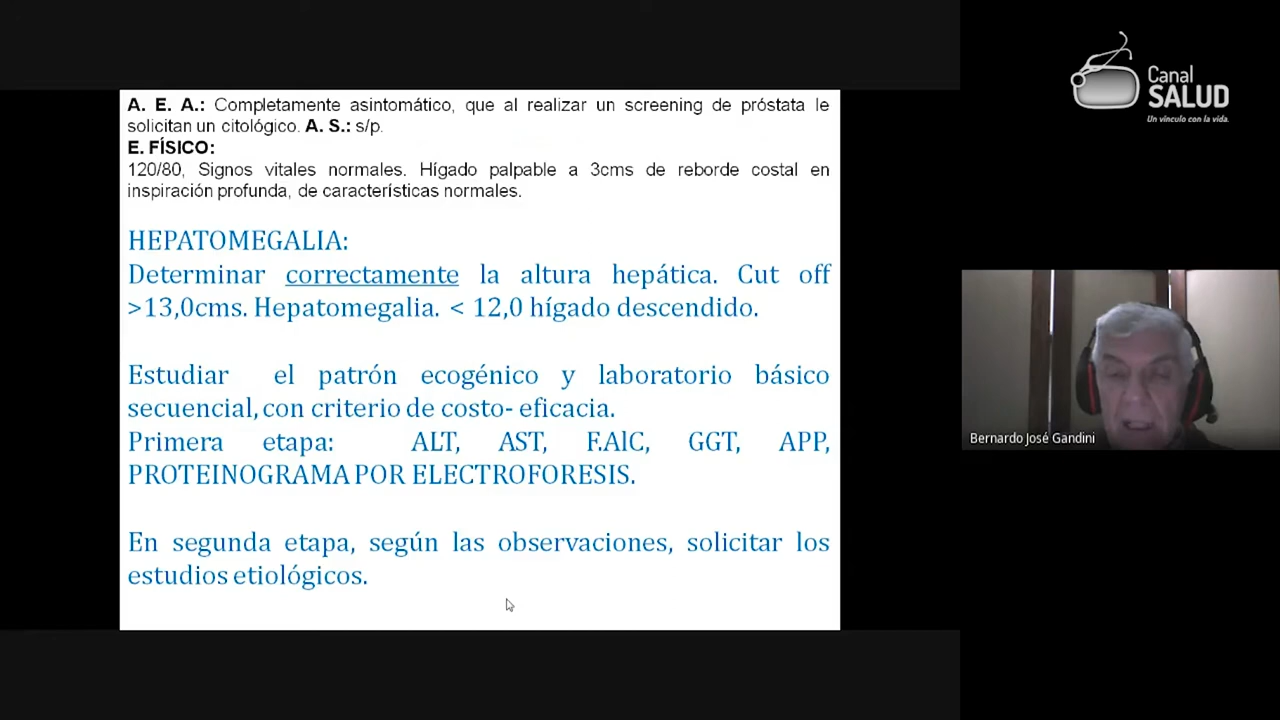 A. E. A.: Completamente asintomático, que al realizar un screening de próstata le
solicitan un citológico. A. S.: s/p.
E. FÍSICO:
120/80, Signos vitales normales. Hígado palpable a 3cms de reborde costal en
inspiración profunda, de características normales.
HEPATOMEGALIA:
Determinar correctamente la altura hepática. Cut off
>13,0cms. Hepatomegalia. < 12,0 hígado descendido.
Estudiar el patrón ecogénico y laboratorio básico
secuencial, con criterio de costo- eficacia.
Primera etapa: ALT, AST, F.AlC, GGT, APP,
PROTEINOGRAMA POR ELECTROFORESIS.
En segunda etapa, según las observaciones, solicitar los
estudios etiológicos.
Canal
SALUD
Un vínculo con la vida.
Bernardo José Gandini